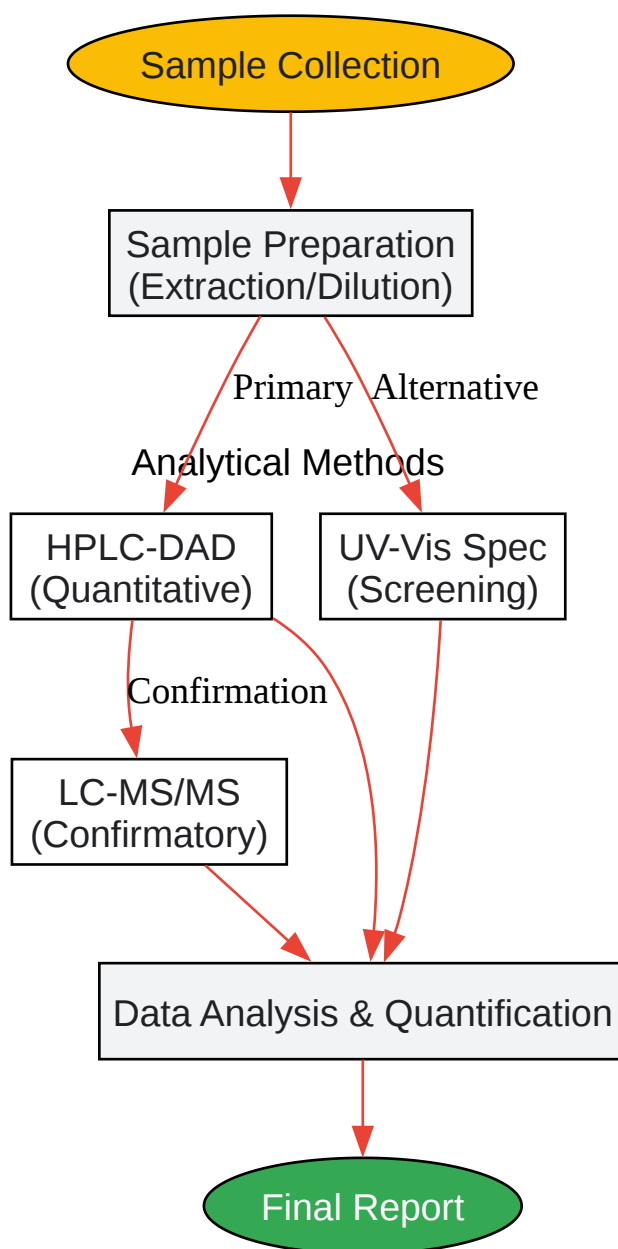 Sample Collection
Sample Preparation
(Extraction/Dilution)
Primary
Alternative
Analytical Methods
HPLC-DAD
(Quantitative)
UV-Vis Spec
(Screening)
Confirmation
LC-MS/MS
(Confirmatory)
Data Analysis & Quantification
Final Report